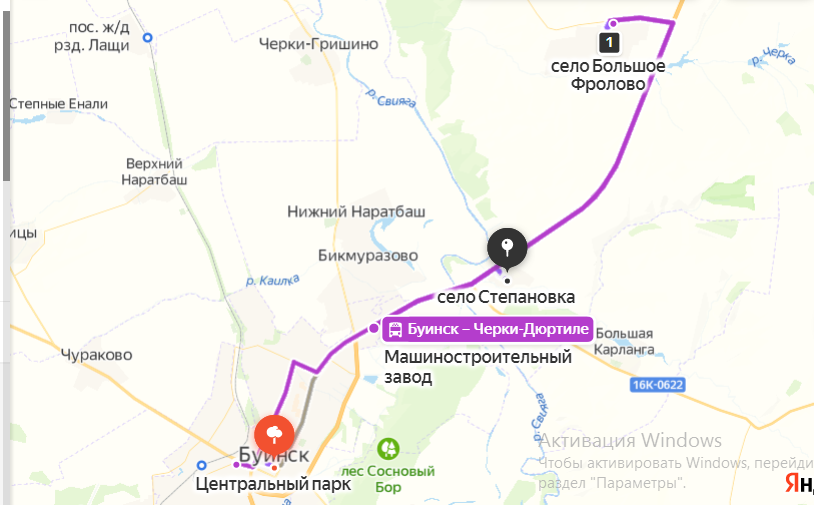 пос. ж/д
рзд. Лащи
Черки-Гришино
1
село Большое
Фролово
р. Черка
р. Свияга
Степные Енали
Верхний
Наратбаш
Нижний Наратбаш
ицы
Бикмуразово
р. Каилка
село Степановка
Буинск – Черки-Дюртиле
Большая
Карланга
Чураково
Машиностроительный
завод
16К-0622
р. Свияга
Активация Windows
Буинск
лес Сосновый
Бор
Чтобы активировать Windows, перейди
раздел "Параметры".
Центральный парк
Ян